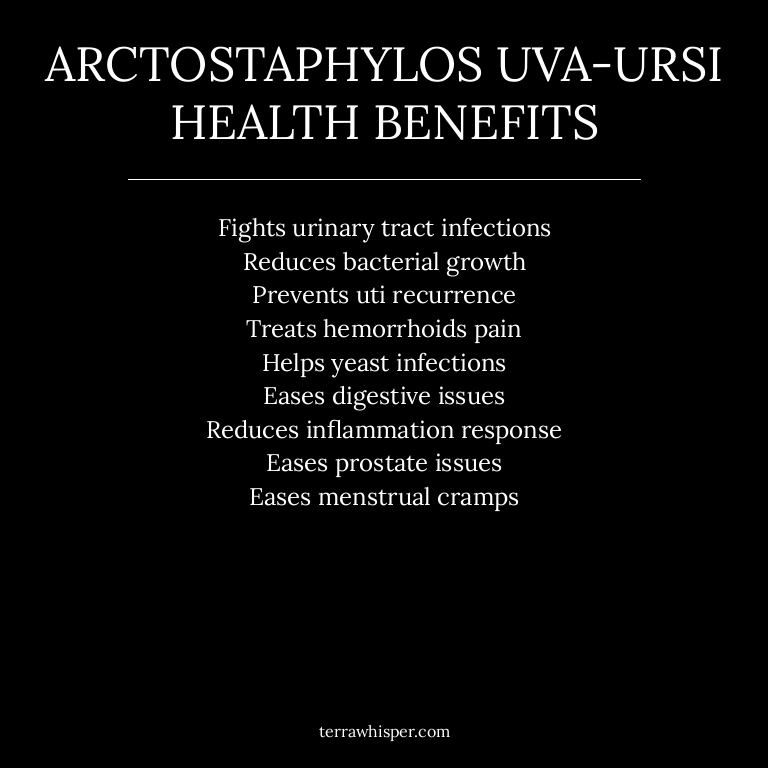 ARCTOSTAPHYLOS UVA-URSI
HEALTH BENEFITS
Fights urinary tract infections
Reduces bacterial growth
Prevents uti recurrence
Treats hemorrhoids pain
Helps yeast infections
Eases digestive issues
Reduces inflammation response
Eases prostate issues
Eases menstrual cramps
terrawhisper.com